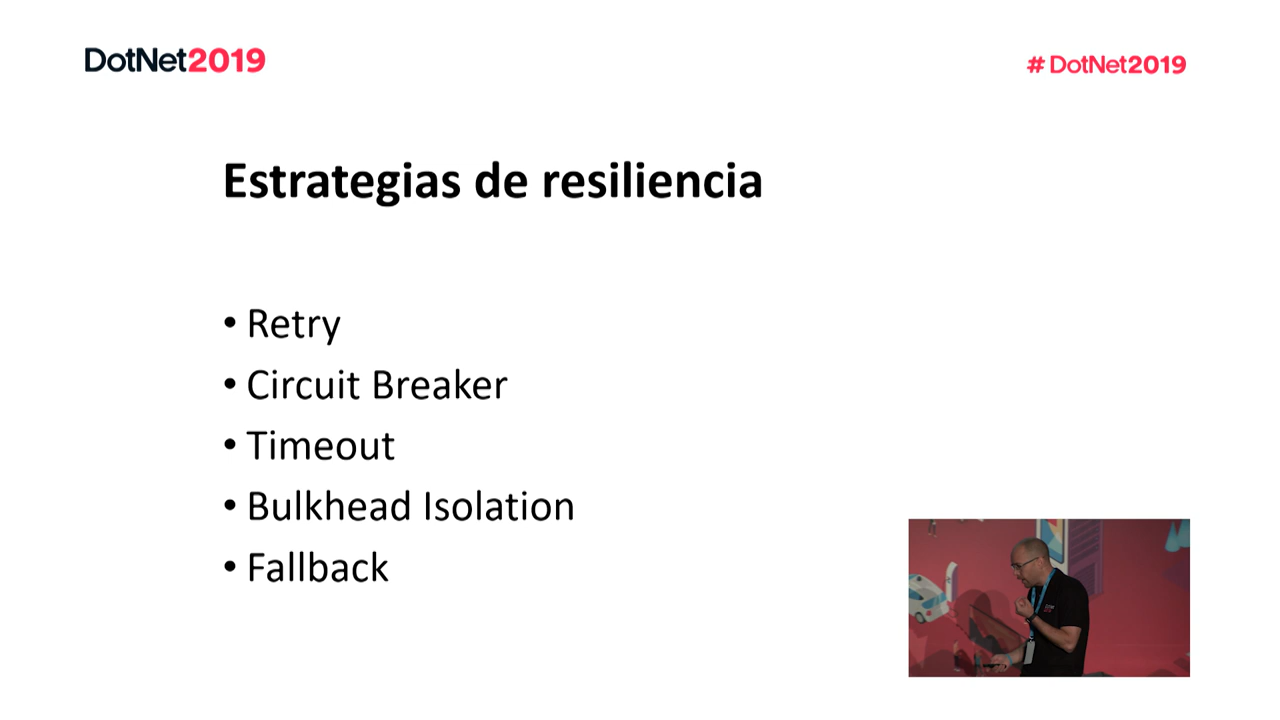 DotNet2019
# DotNet2019
Estrategias de resiliencia
• Retry
• Circuit Breaker
• Timeout
• Bulkhead Isolation
• Fallback